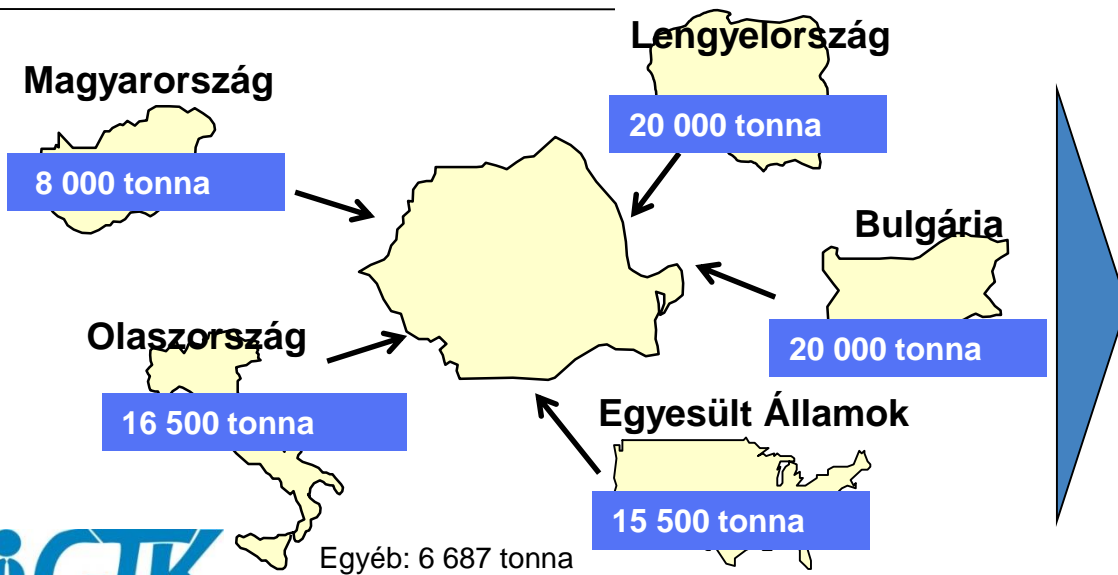 Lengyelország
Magyarország
20 000 tonna
8 000 tonna
Bulgária
Olaszország
20 000 tonna
16 500 tonna
Egyesült Államok
15 500 tonna
Egyéb: 6 687 tonna